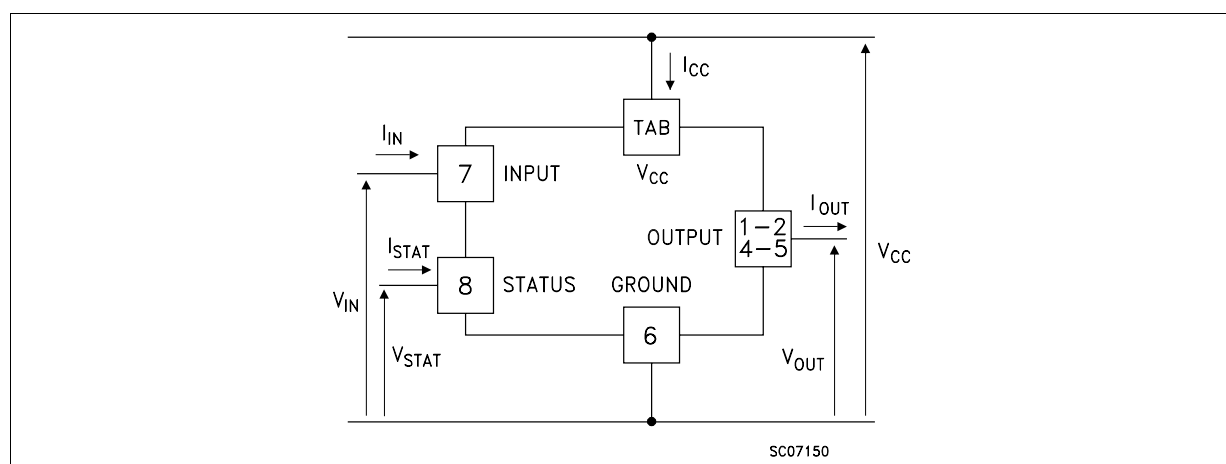 I_CC
TAB
V_CC
I_IN
7 INPUT
I_STAT
8 STATUS
V_IN
V_STAT
GROUND
6
OUTPUT
1-2
4-5
I_OUT
V_CC
V_OUT
SC07150